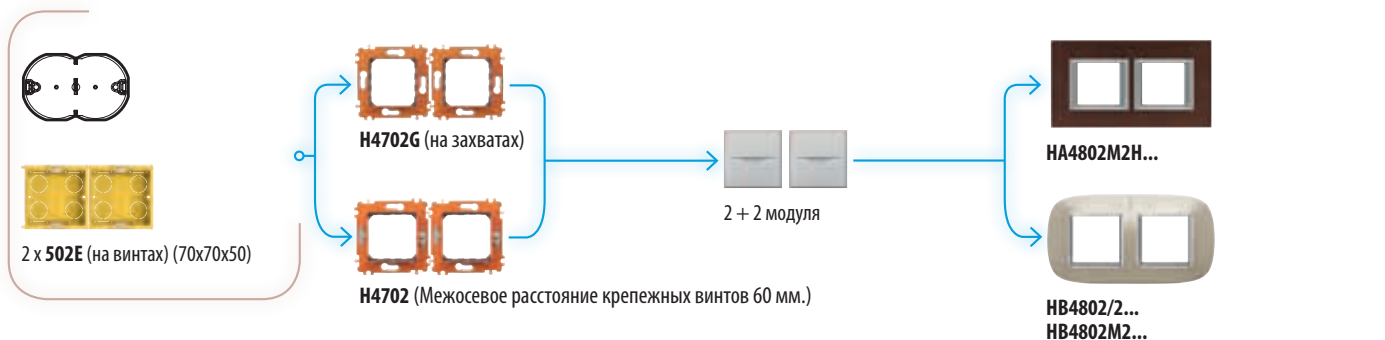 2 x 502E (на винтах) (70x70x50)
H4702G (на захватах)
H4702 (Межосевое расстояние крепежных винтов 60 мм.)
2 + 2 модуля
HA4802M2H...
HB4802/2...
HB4802M2...